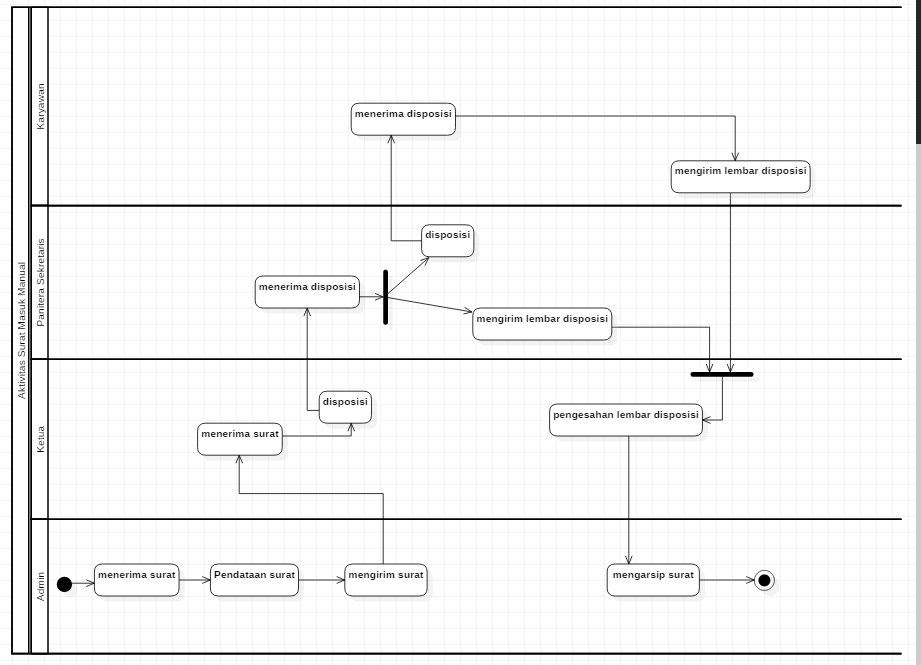 Aktivitas Surat Masuk Manual
Karyawan
menerima disposisi
mengirim lembar disposisi
Panitera Sekretaris
disposisi
menerima disposisi
mengirim lembar disposisi
Ketua
disposisi
menerima surat
pengesahan lembar disposisi
Admin
menerima surat
Pendataan surat
mengirim surat
mengarsip surat